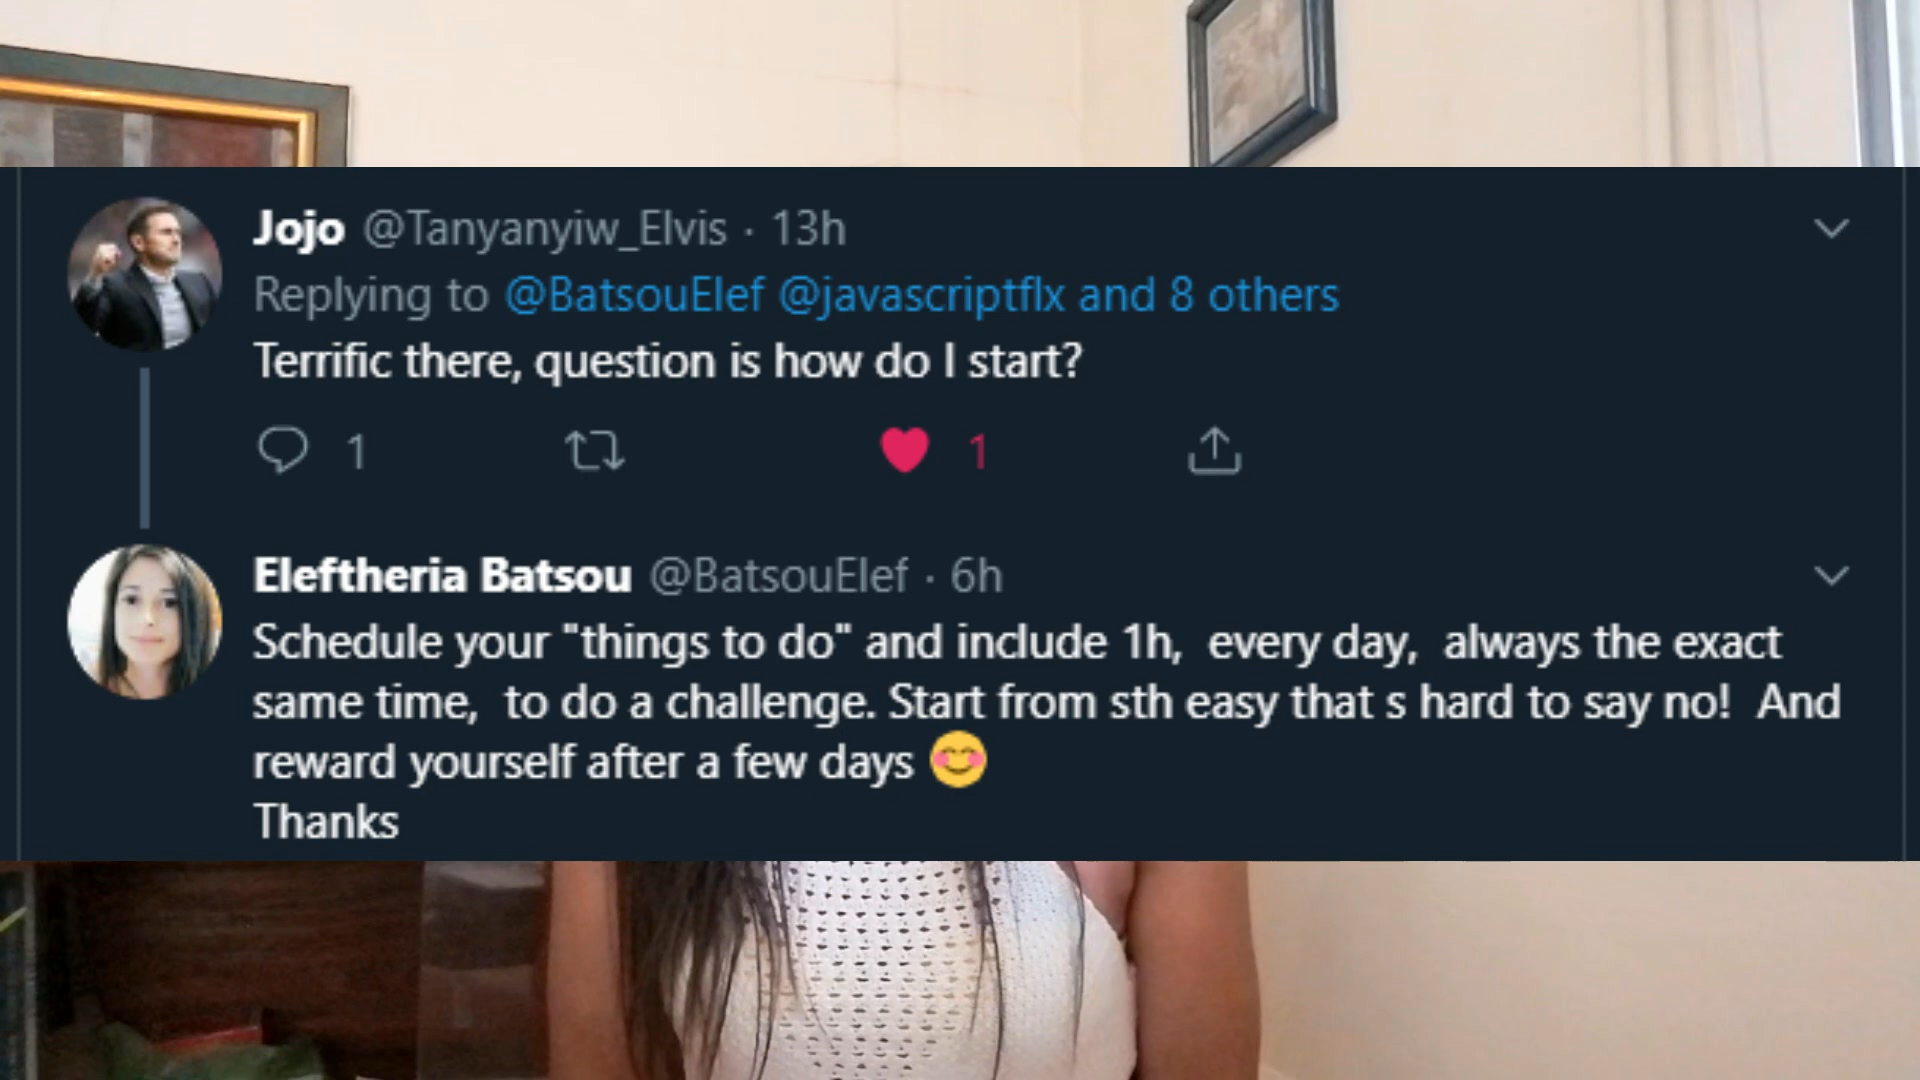 Jojo @Tanyanyiw_Elvis · 13h
Replying to @BatsouElef @javascriptflx and 8 others
Terrific there, question is how do I start?
1 1
Eleftheria Batsou @BatsouElef · 6h
Schedule your "things to do" and include 1h,  every day,  always the exact
same time,  to do a challenge. Start from sth easy that s hard to say no!  And
reward yourself after a few days 😊
Thanks